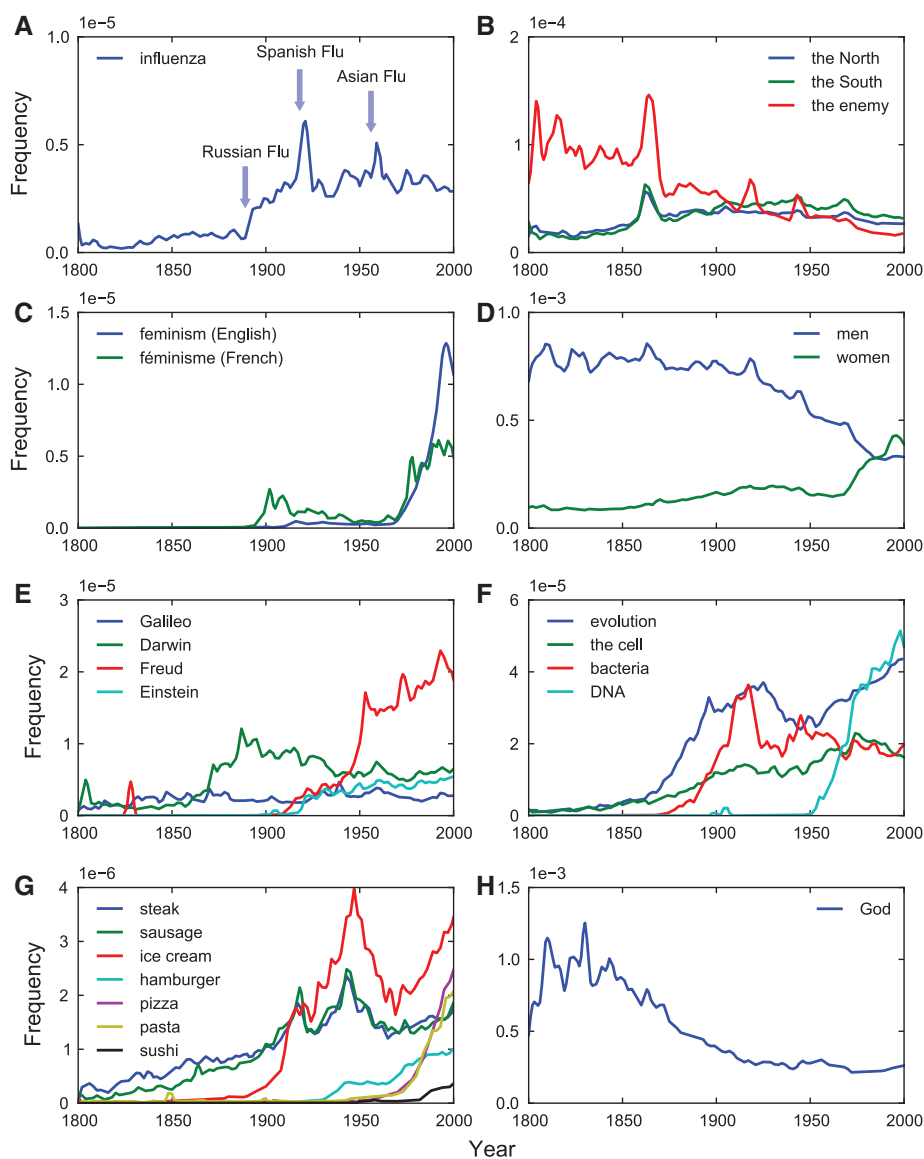 A
1e−5
1.0
0.5
0.0
Frequency
influenza
Spanish Flu
Asian Flu
Russian Flu
1800 1850 1900 1950 2000
B
1e−4
2
1
0
the North
the South
the enemy
1800 1850 1900 1950 2000
C
1e−5
1.5
1.0
0.5
0.0
Frequency
feminism (English)
féminisme (French)
1800 1850 1900 1950 2000
D
1e−3
1.0
0.5
0.0
men
women
1800 1850 1900 1950 2000
E
1e−5
3
2
1
0
Frequency
Galileo
Darwin
Freud
Einstein
1800 1850 1900 1950 2000
F
6 1e−5
4
2
0
evolution
the cell
bacteria
DNA
1800 1850 1900 1950 2000
G
1e−6
4
3
2
1
0
Frequency
steak
sausage
ice cream
hamburger
pizza
pasta
sushi
1800 1850 1900 1950 2000
H
1e−3
1.5
1.0
0.5
0.0
God
1800 1850 1900 1950 2000
Year